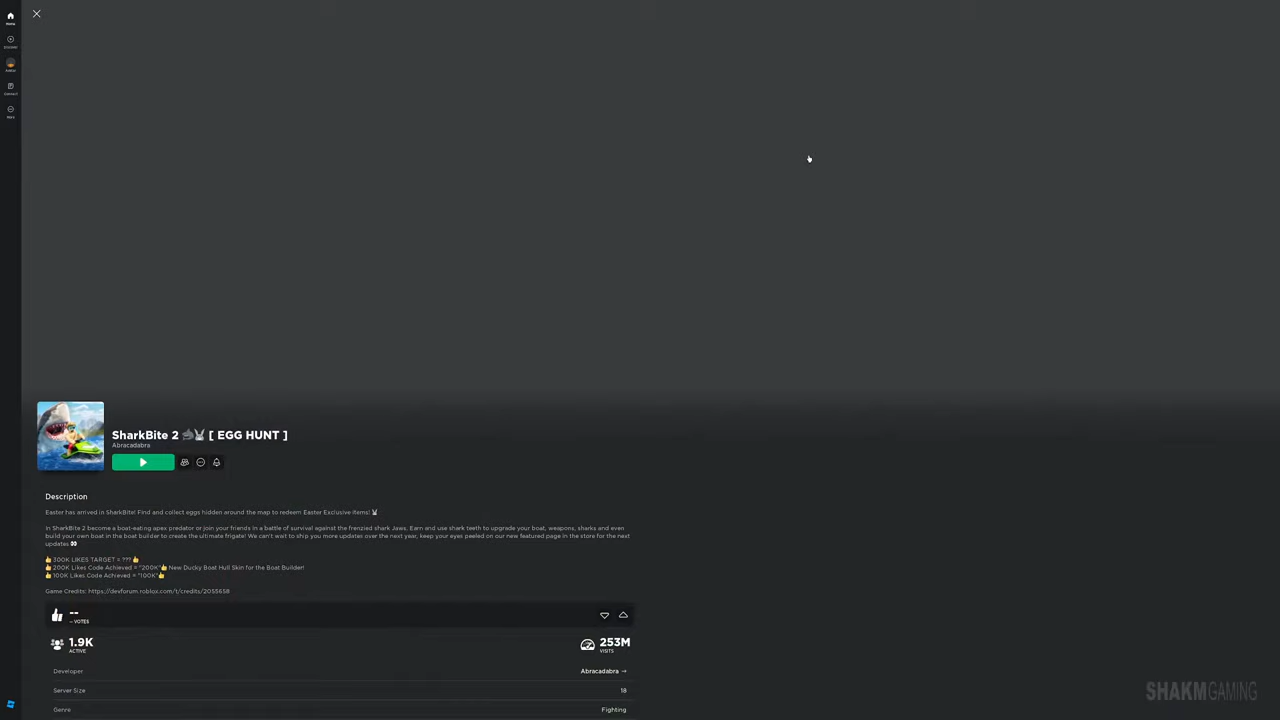 Home
Discover
Avatar
Connect
More
SharkBite 2 🦈🐰 [ EGG HUNT ]
Abracadabra
Description
Easter has arrived in SharkBite! Find and collect eggs hidden around the map to redeem Easter Exclusive items! 🐰
In SharkBite 2 become a boat-eating apex predator or join your friends in a battle of survival against the frenzied shark Jaws. Earn and use shark teeth to upgrade your boat, weapons, sharks and even
build your own boat in the boat builder to create the ultimate frigate! We can't wait to ship you more updates over the next year, keep your eyes peeled on our new featured page in the store for the next
updates 👀
👍300K LIKES TARGET = ??? 👍
👍200K Likes Code Achieved = "200K"👍New Ducky Boat Hull Skin for the Boat Builder!
👍100K Likes Code Achieved = "100K"👍
Game Credits: https://devforum.roblox.com/t/credits/2055658
--
-- VOTES
1.9K
ACTIVE
253M
VISITS
Developer
Abracadabra →
Server Size
18
Genre
Fighting
SHAKMGAMING